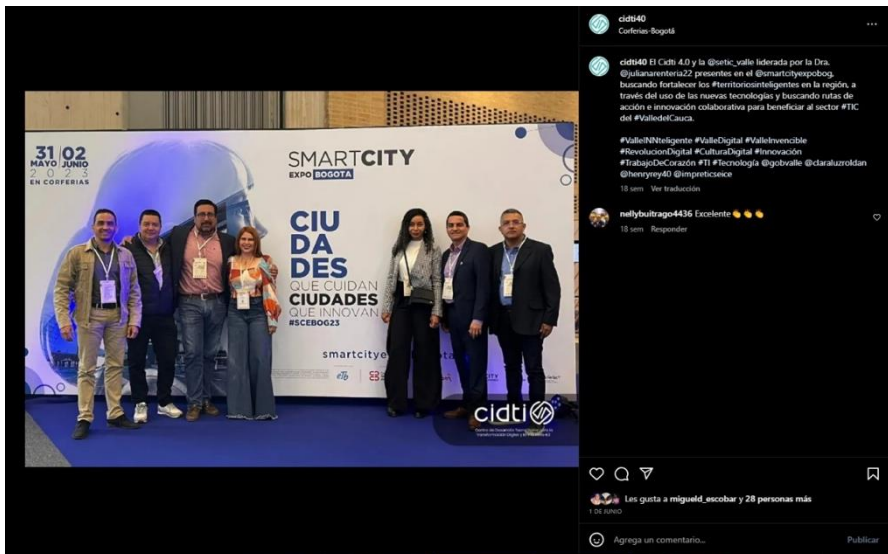 31 MAYO 02 JUNIO
2023
EN CORFERIAS
SMARTCITY
EXPO BOGOTA
CIU
DA
DES
QUE CUIDAN
CIUDADES
QUE INNOVAN
#SCEBOG23
smartcitye
cidti
cidti40
Corferias-Bogotá
cidti40 El Cidti 4.0 y la @setic_valle liderada por la Dra.
@julianarenteria22 presentes en el @smartcityexpobog,
buscando fortalecer los #territoriosinteligentes en la región, a
través del uso de las nuevas tecnologías y buscando rutas de
acción e innovación colaborativa para beneficiar al sector #TIC
del #ValledelCauca.
#ValleINNteligente #ValleDigital #ValleInvencible
#RevolucionDigital #CulturaDigital #Innovación
#TrabajoDeCorazón #TI #Tecnología @gobvalle @claraluzroldan
@henryrey40 @impreticseice
18 sem Ver traducción
nellybuitrago4436 Excelente
18 sem Responder
Les gusta a migueld_escobar y 28 personas más
1 DE JUNIO
Agrega un comentario...
Publicar